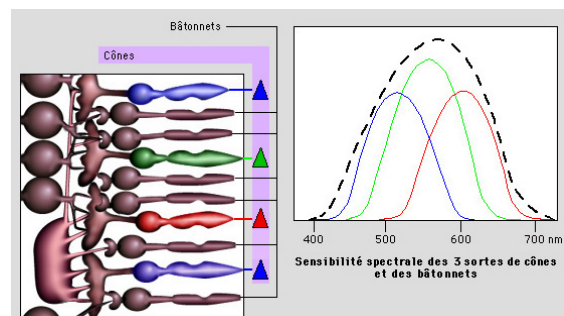 Bâtonnets
Cônes
400 500 600 700 nm
Sensibilité spectrale des 3 sortes de cônes
et des bâtonnets